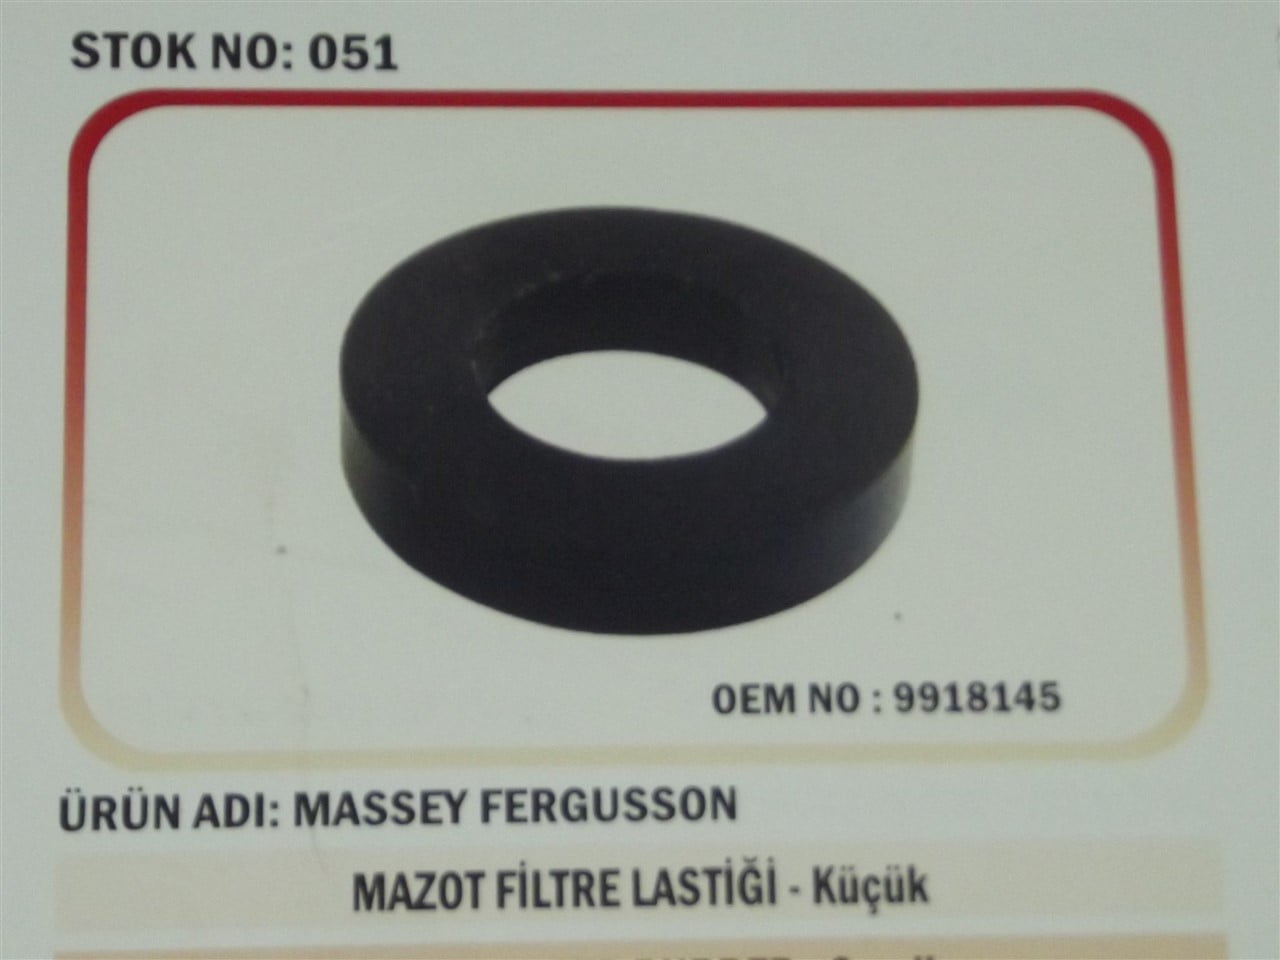 STOK NO: 051
OEM NO : 9918145
ÜRÜN ADI: MASSEY FERGUSSON
MAZOT FİLTRE LASTİĞİ - Küçük